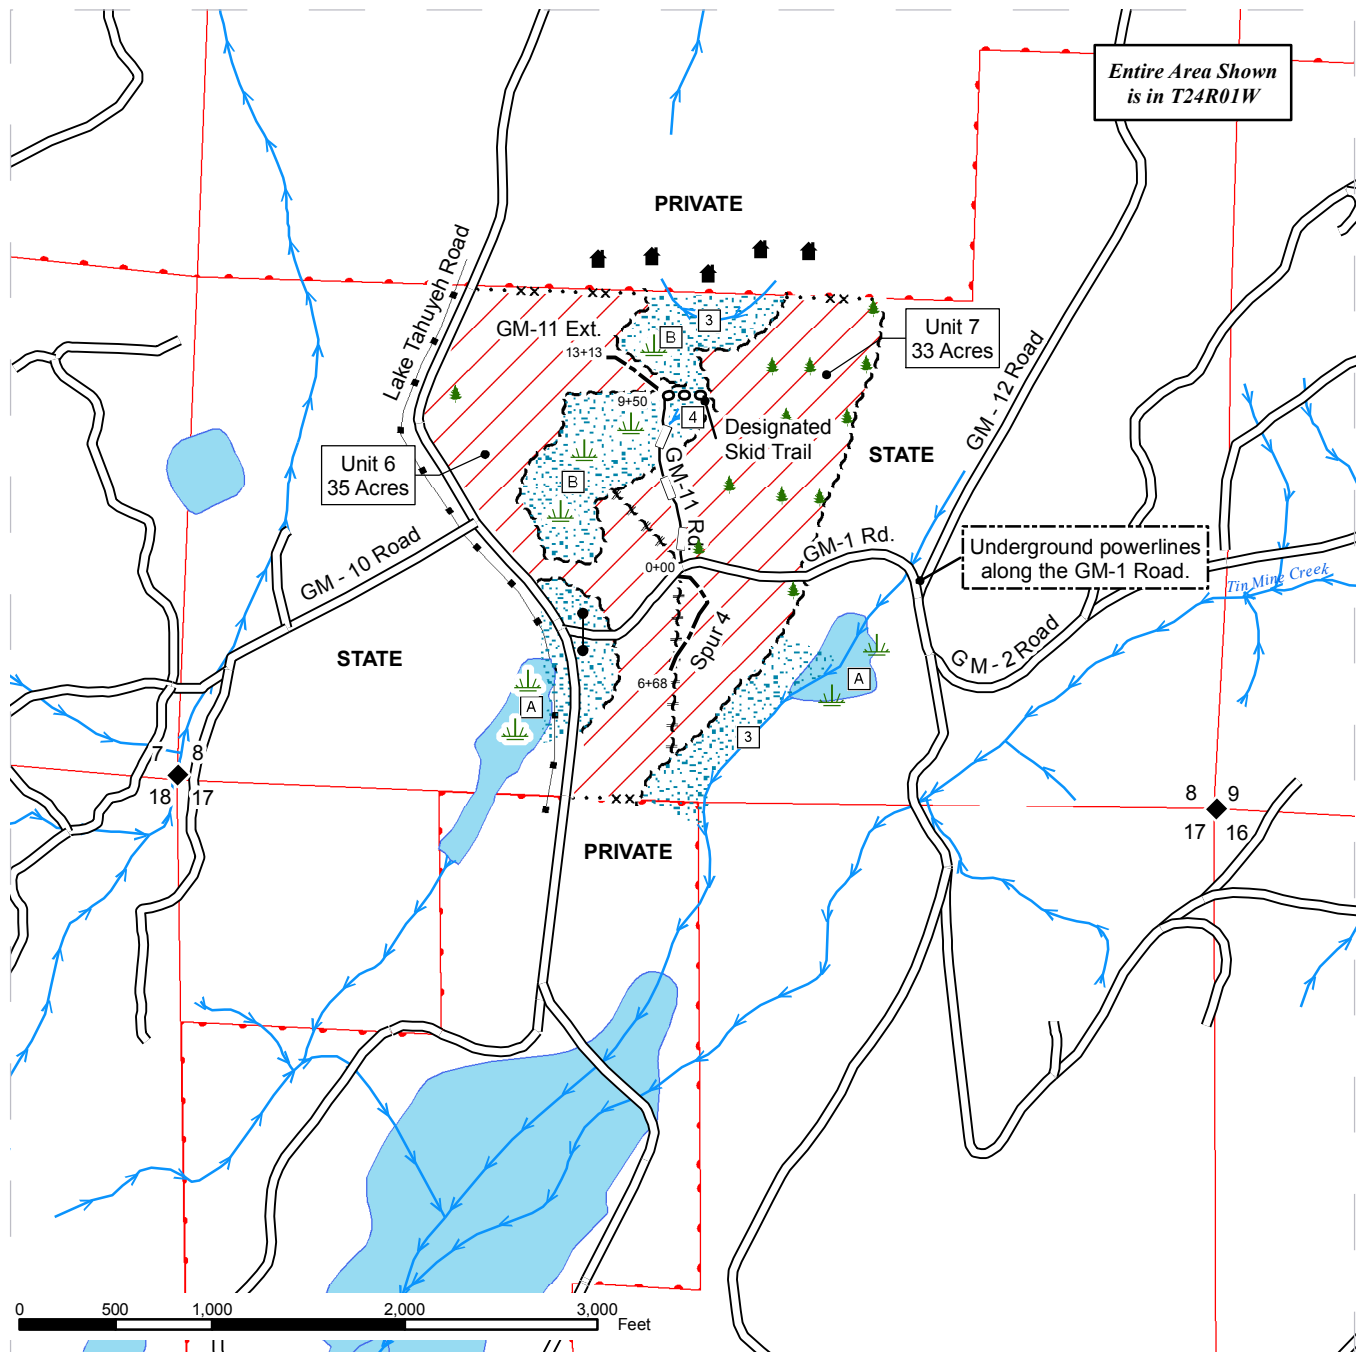 Entire Area Shown
is in T24R01W
PRIVATE
Lake Tahuyeh Road
GM-11 Ext.
13+13
3
B
Unit 7
33 Acres
9+50
4
Designated
Skid Trail
GM - 12 Road
STATE
Unit 6
35 Acres
B
GM-11 Rd.
GM - 10 Road
0+00
GM-1 Rd.
Underground powerlines
along the GM-1 Road.
Tin Mine Creek
Spur 4
GM - 2 Road
STATE
6+68
A
A
3
7 8
18 17
8 9
17 16
PRIVATE
0 500 1,000 2,000 3,000
Feet